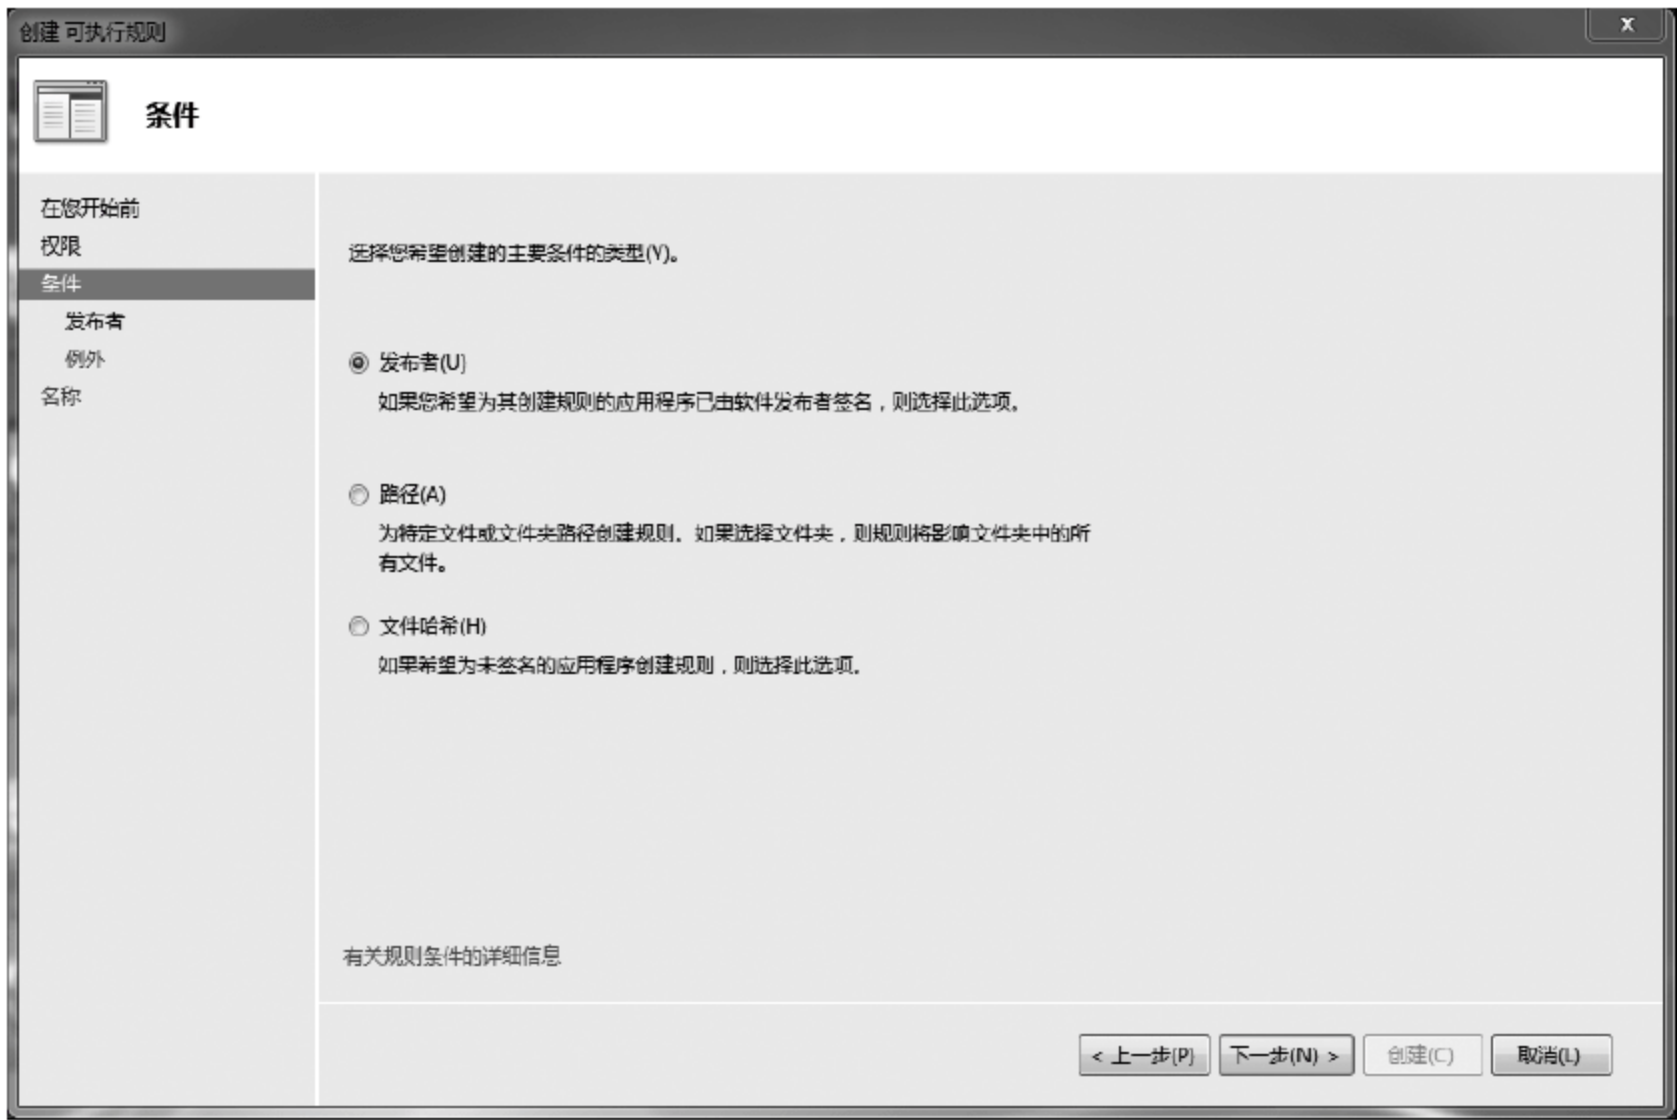 创建 可执行规则
x
条件
在您开始前
权限
条件
发布者
例外
名称
选择您希望创建的主要条件的类型(Y)。
发布者(U)
如果您希望为其创建规则的应用程序已由软件发布者签名，则选择此选项。
路径(A)
为特定文件或文件夹路径创建规则。如果选择文件夹，则规则将影响文件夹中的所
有文件。
文件哈希(H)
如果希望为未签名的应用程序创建规则，则选择此选项。
有关规则条件的详细信息
< 上一步(P)
下一步(N) >
创建(C)
取消(L)